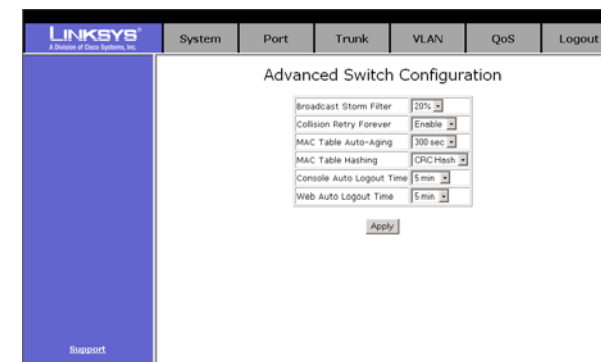 LINKSYS®
A Division of Cisco Systems, Inc.
System Port Trunk VLAN QoS Logout
Advanced Switch Configuration
Broadcast Storm Filter 20%
Collision Retry Forever Enable
MAC Table Auto-Aging 300 sec
MAC Table Hashing CRC Hash
Console Auto Logout Time 5 min
Web Auto Logout Time 5 min
Apply
Support